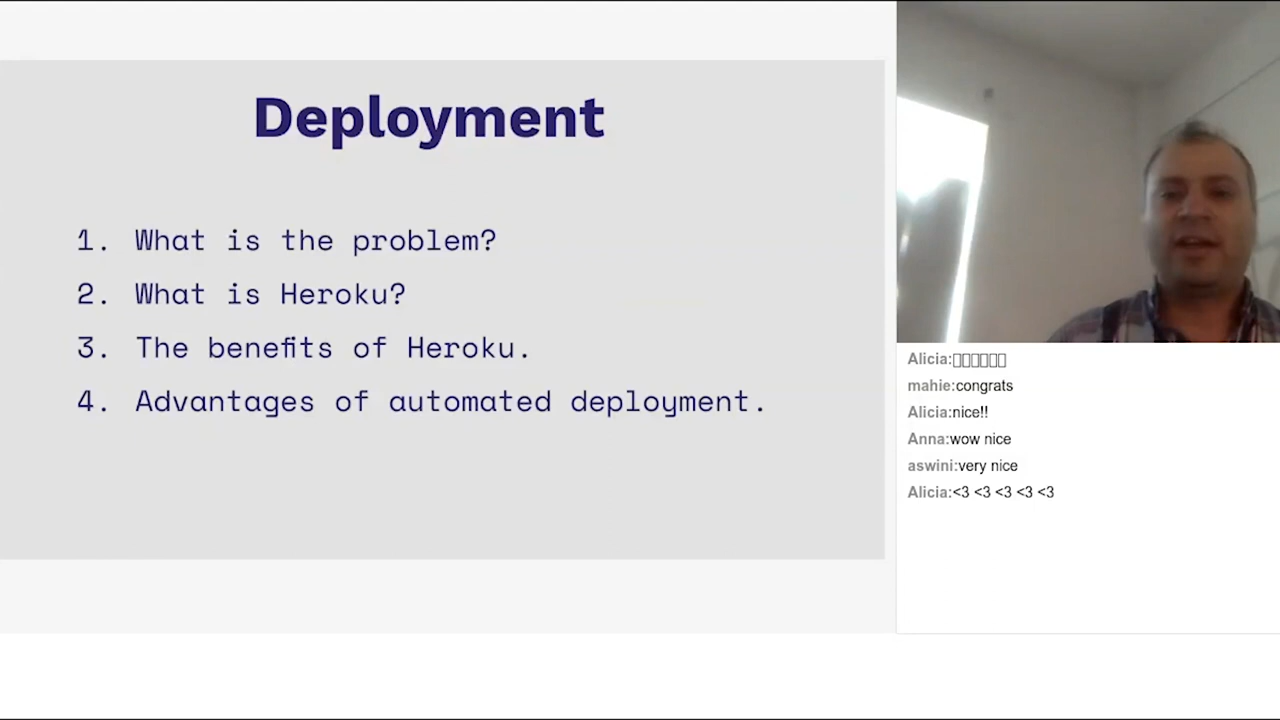 Deployment
1. What is the problem?
2. What is Heroku?
3. The benefits of Heroku.
4. Advantages of automated deployment.
Alicia:▯▯▯▯▯▯
mahie:congrats
Alicia:nice!!
Anna:wow nice
aswini:very nice
Alicia:<3 <3 <3 <3 <3